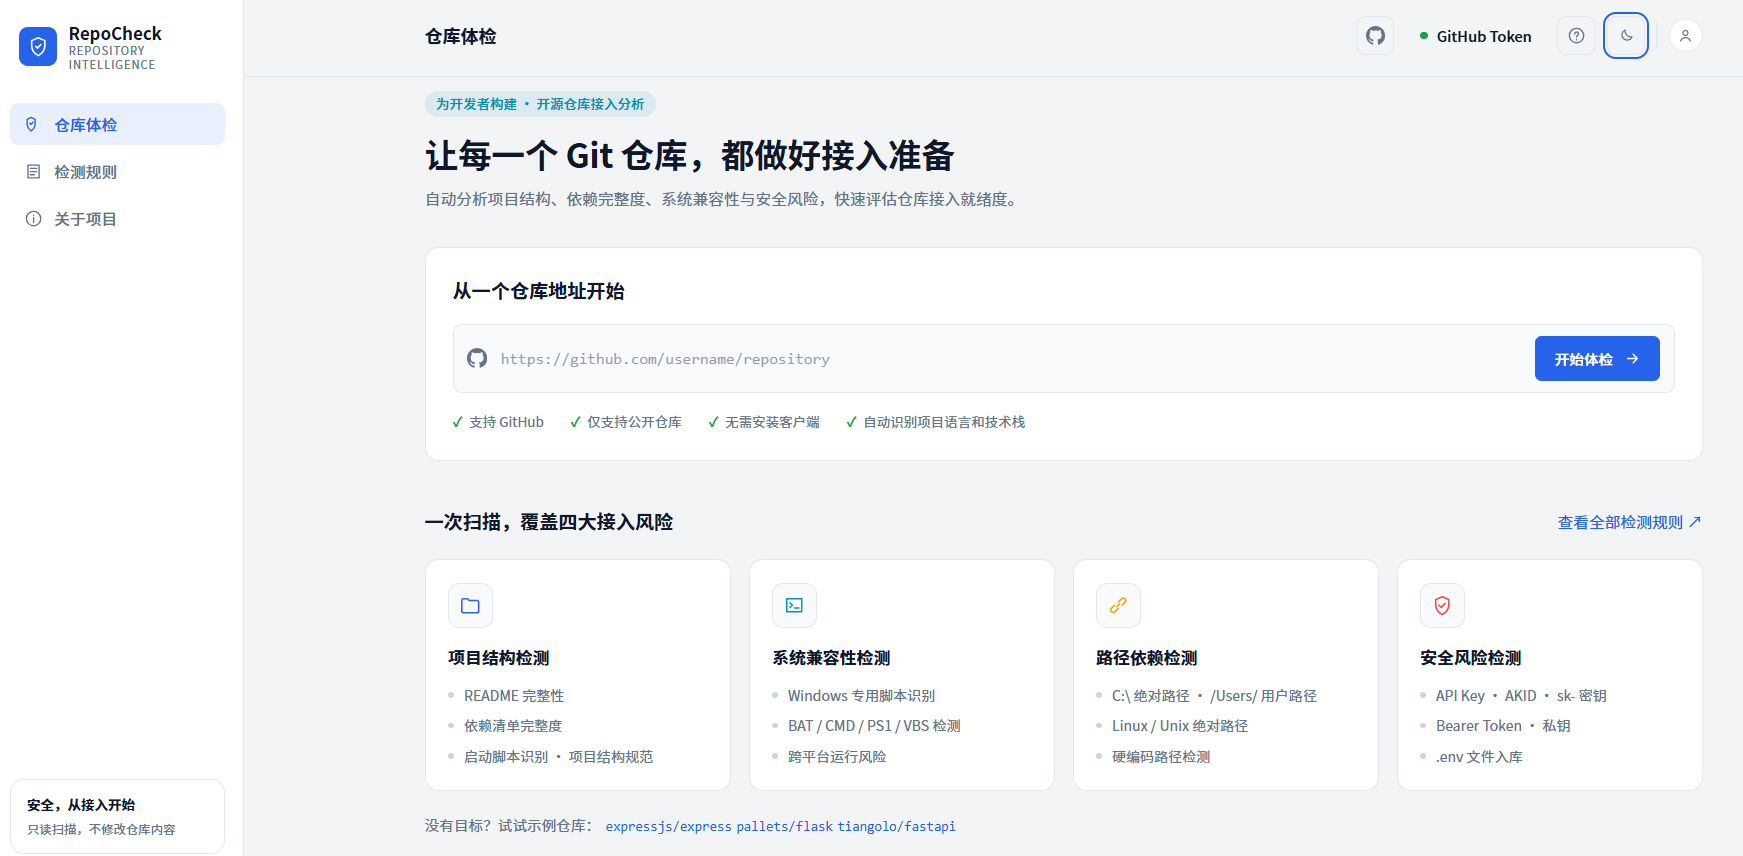 RepoCheck
REPOSITORY
INTELLIGENCE
仓库体检
检测规则
关于项目
安全，从接入开始
只读扫描，不修改仓库内容
仓库体检
GitHub Token
为开发者构建 • 开源仓库接入分析
让每一个 Git 仓库，都做好接入准备
自动分析项目结构、依赖完整度、系统兼容性与安全风险，快速评估仓库接入就绪度。
从一个仓库地址开始
https://github.com/username/repository
开始体检 →
✓ 支持 GitHub
✓ 仅支持公开仓库
✓ 无需安装客户端
✓ 自动识别项目语言和技术栈
一次扫描，覆盖四大接入风险
查看全部检测规则 ↗
项目结构检测
README 完整性
依赖清单完整度
启动脚本识别 • 项目结构规范
系统兼容性检测
Windows 专用脚本识别
BAT / CMD / PS1 / VBS 检测
跨平台运行风险
路径依赖检测
C:\ 绝对路径 • /Users/ 用户路径
Linux / Unix 绝对路径
硬编码路径检测
安全风险检测
API Key • AKID • sk- 密钥
Bearer Token • 私钥
.env 文件入库
没有目标？试试示例仓库： expressjs/express pallets/flask tiangolo/fastapi